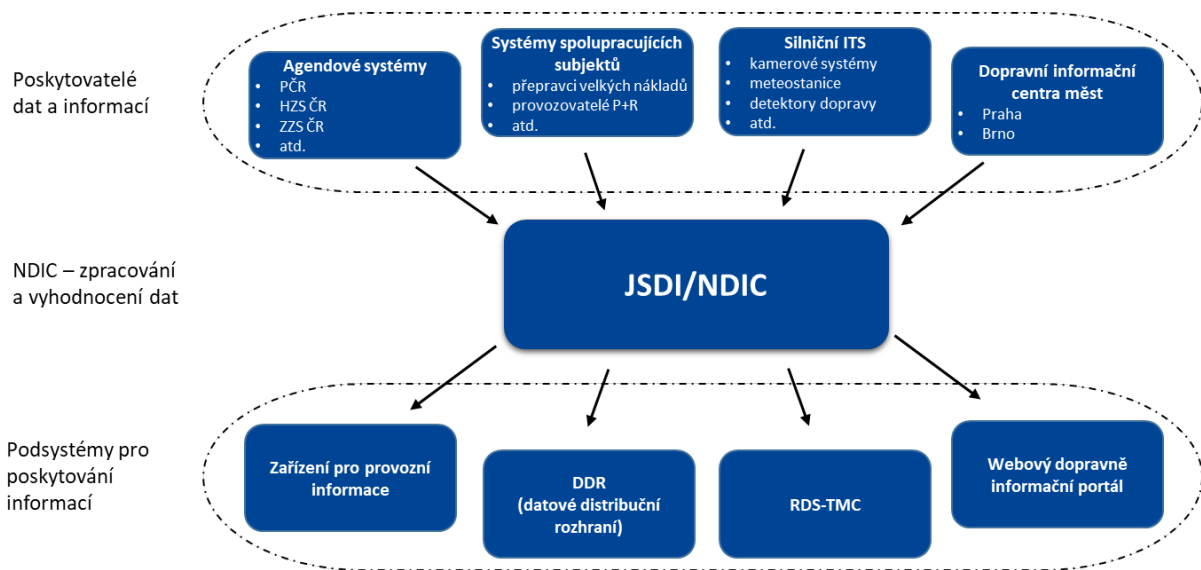 Poskytovatelé
dat a informací
Agendové systémy
• PČR
• HZS ČR
• ZZS ČR
• atd.
Systémy spolupracujících
subjektů
• přepravci velkých nákladů
• provozovatelé P+R
• atd.
Silniční ITS
• kamerové systémy
• meteostanice
• detektory dopravy
• atd.
Dopravní informační
centra měst
• Praha
• Brno
NDIC – zpracování
a vyhodnocení dat
JSDI/NDIC
Podsystémy pro
poskytování
informací
Zařízení pro provozní
informace
DDR
(datové distribuční
rozhraní)
RDS-TMC
Webový dopravně
informační portál